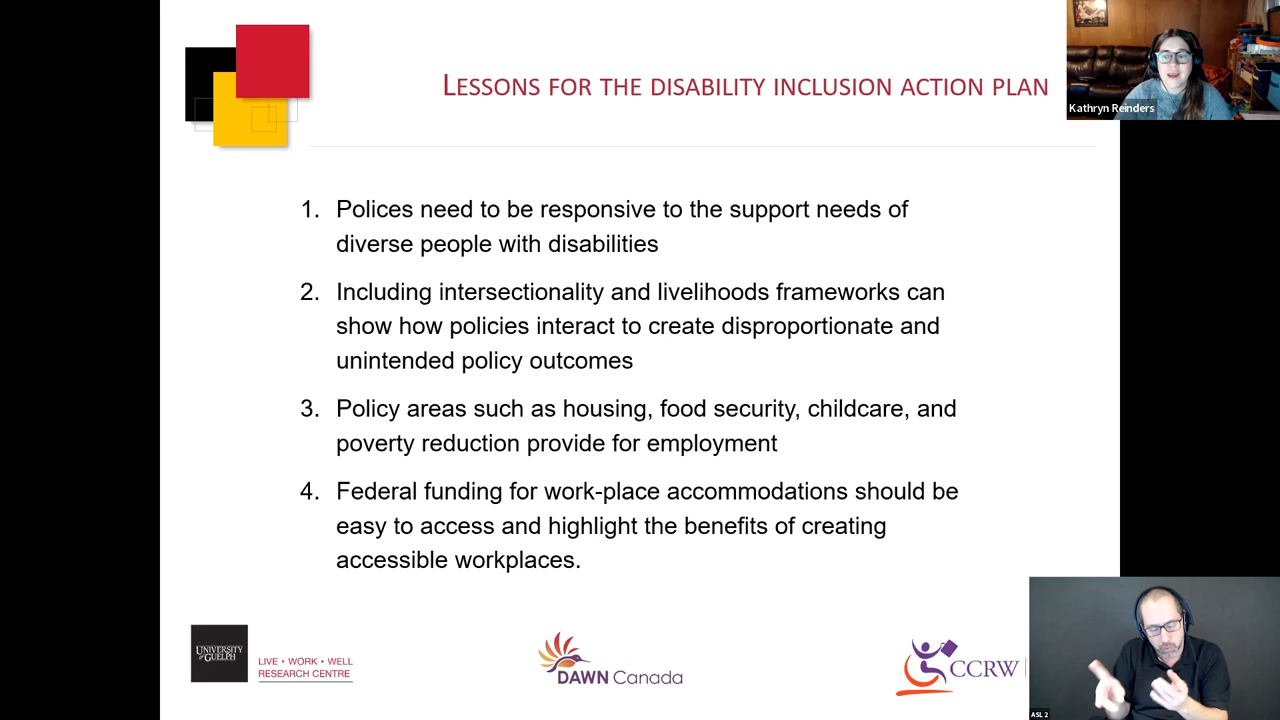 LESSONS FOR THE DISABILITY INCLUSION ACTION PLAN
Kathryn Reinders
1. Polices need to be responsive to the support needs of
diverse people with disabilities
2. Including intersectionality and livelihoods frameworks can
show how policies interact to create disproportionate and
unintended policy outcomes
3. Policy areas such as housing, food security, childcare, and
poverty reduction provide for employment
4. Federal funding for work-place accommodations should be
easy to access and highlight the benefits of creating
accessible workplaces.
UNIVERSITY
of GUELPH
LIVE • WORK • WELL
RESEARCH CENTRE
DAWN Canada
CCRW
ASL 2